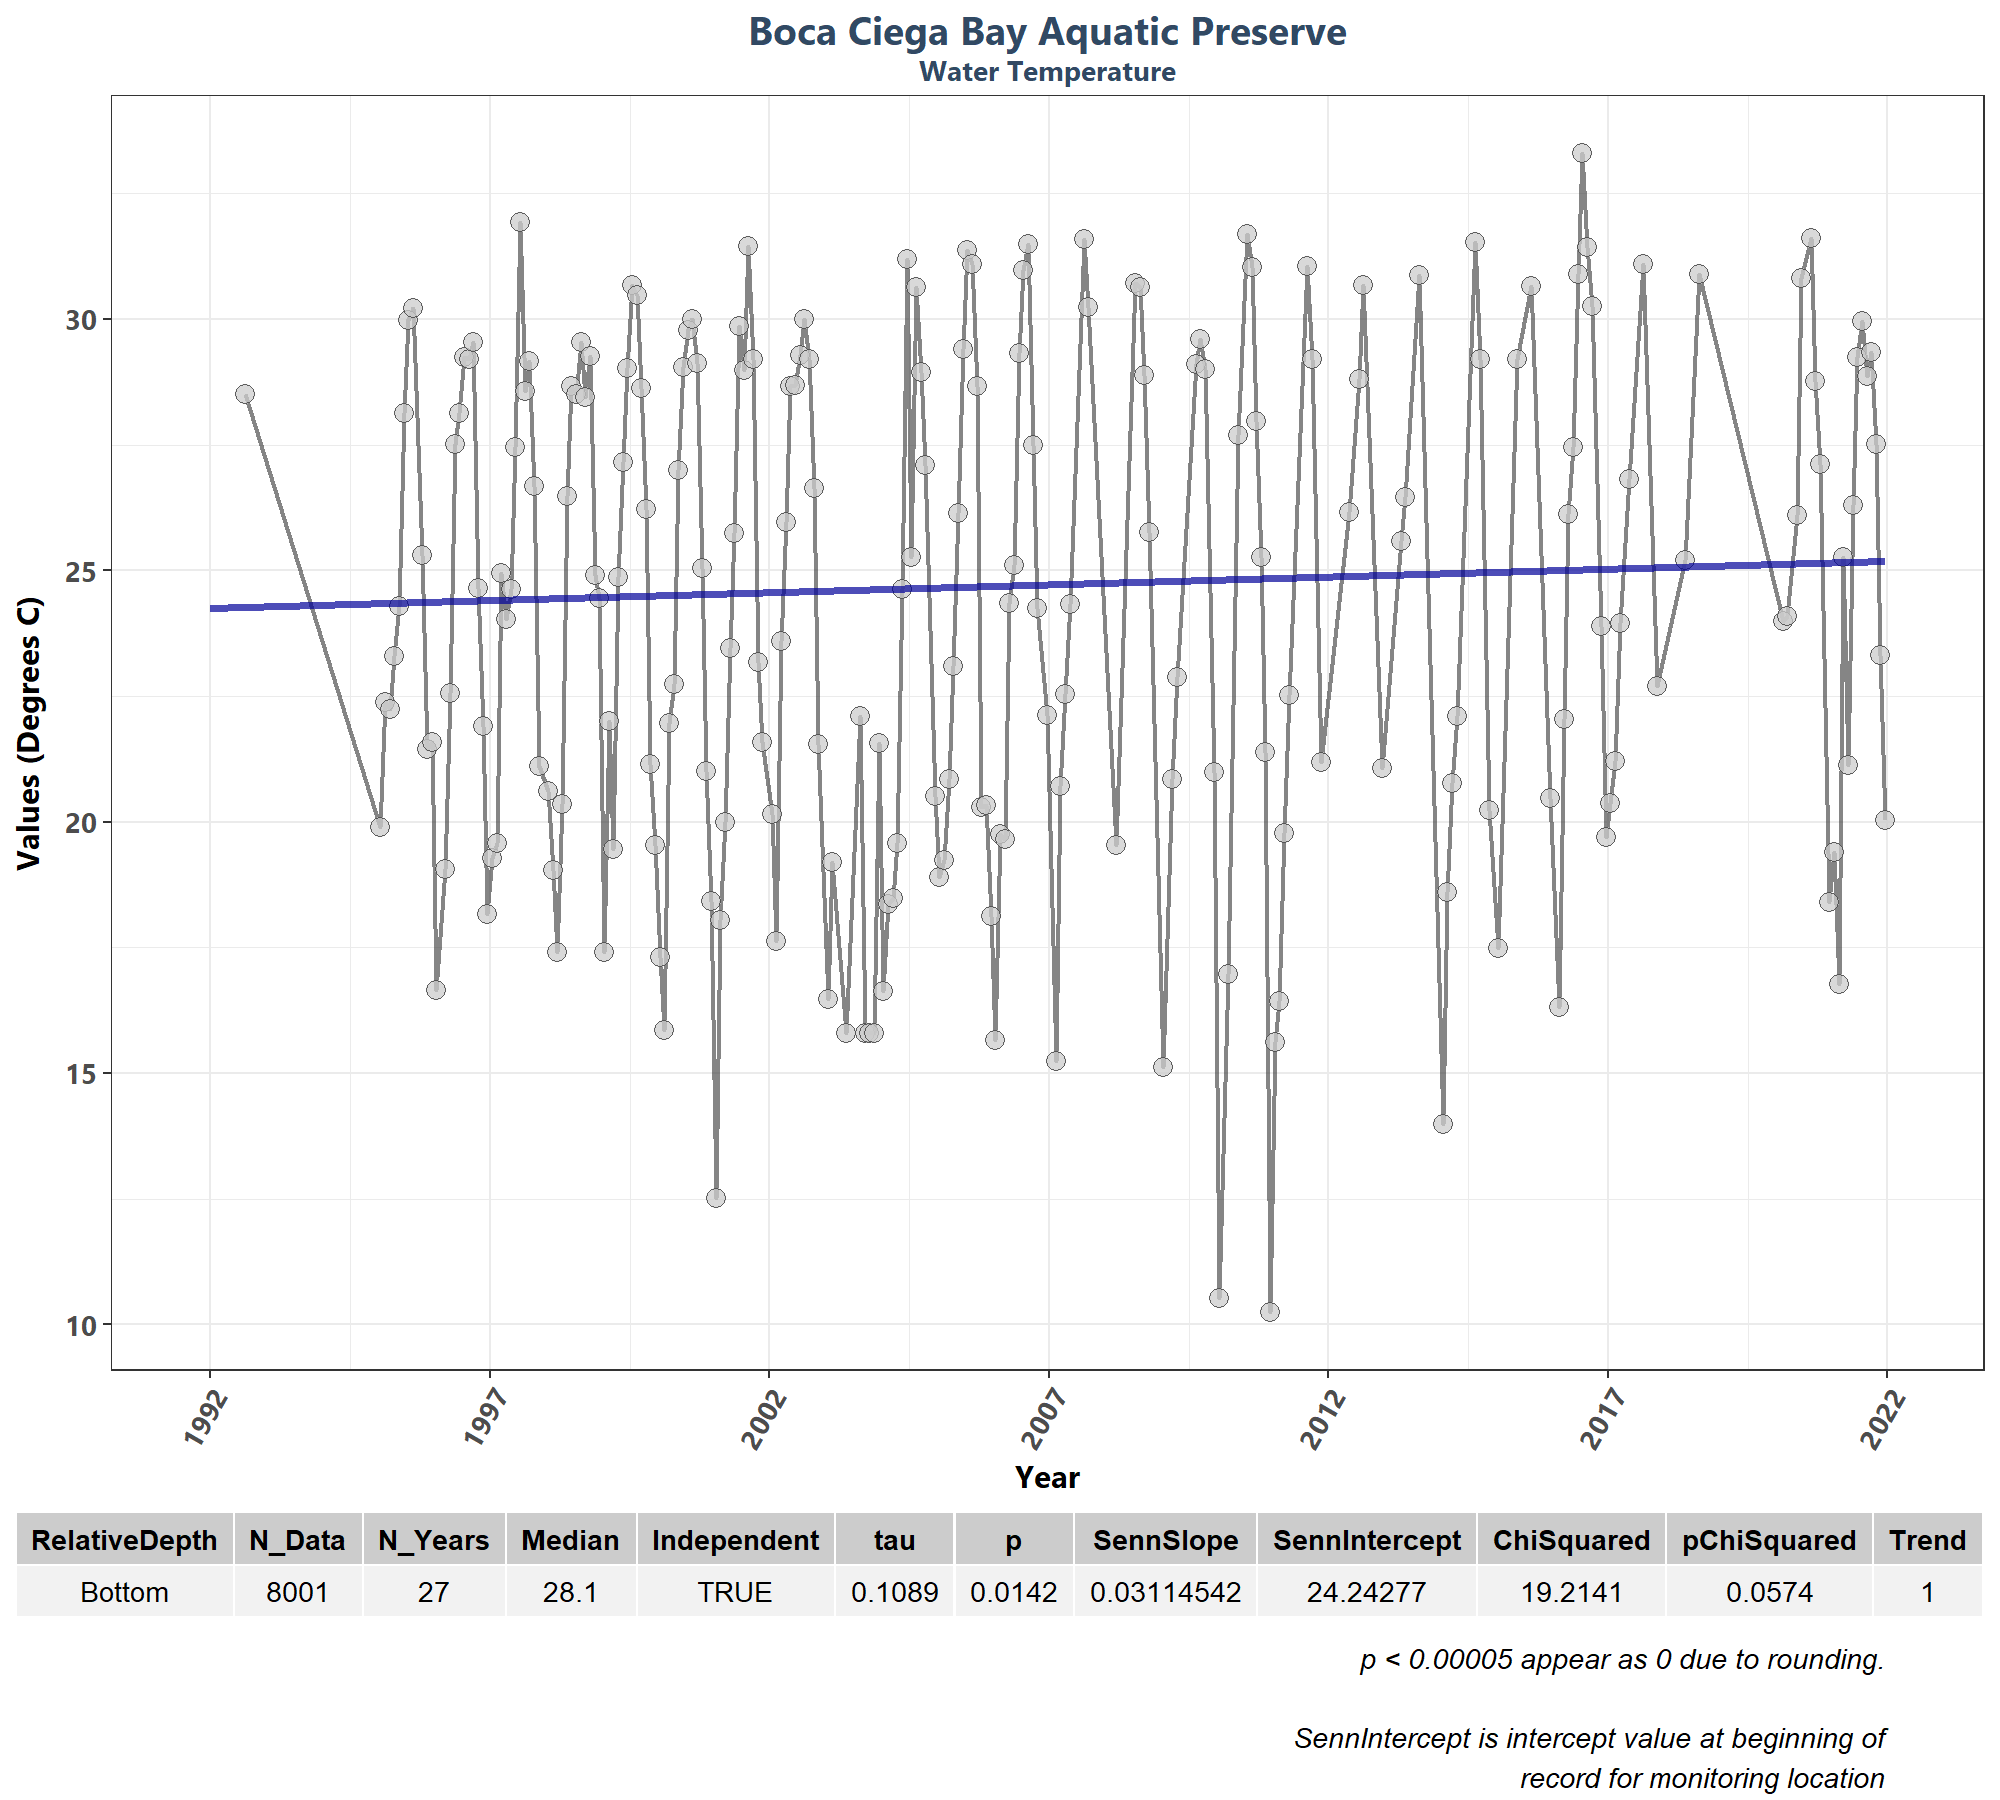 Boca Ciega Bay Aquatic Preserve
Water Temperature
Values (Degrees C)
30
25
20
15
10
1992 1997 2002 2007 2012 2017 2022
Year
RelativeDepth N_Data N_Years Median Independent tau p SennSlope SennIntercept ChiSquared pChiSquared Trend
Bottom 8001 27 28.1 TRUE 0.1089 0.0142 0.03114542 24.24277 19.2141 0.0574 1
p < 0.00005 appear as 0 due to rounding.
SennIntercept is intercept value at beginning of
record for monitoring location